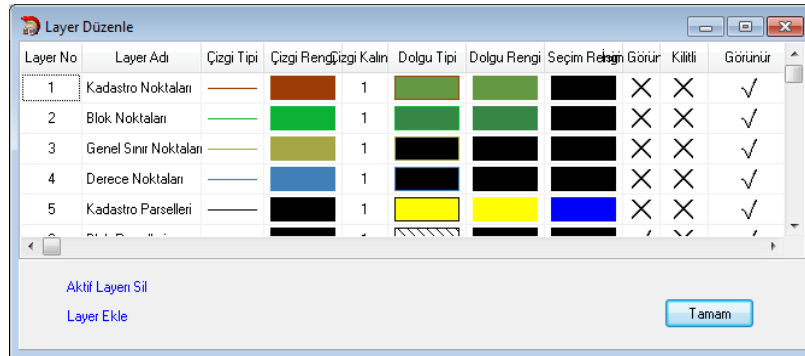 Layer Düzenle
Layer No Layer Adı Çizgi Tipi Çizgi Rengi Çizgi Kalın Dolgu Tipi Dolgu Rengi Seçim Rengi Görür Kilitli Görünür
1 Kadastro Noktaları 1
2 Blok Noktaları 1
3 Genel Sınır Noktaları 1
4 Derece Noktaları 1
5 Kadastro Parselleri 1
Aktif Layerı Sil
Layer Ekle
Tamam